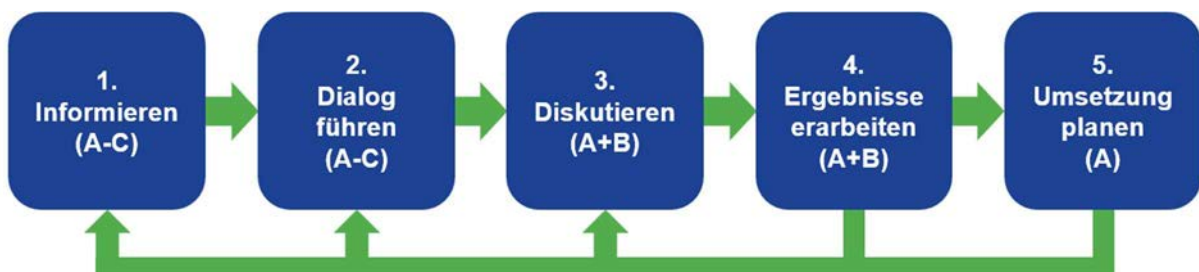 1.
Informieren
(A-C)
2.
Dialog
führen
(A-C)
3.
Diskutieren
(A+B)
4.
Ergebnisse
erarbeiten
(A+B)
5.
Umsetzung
planen
(A)